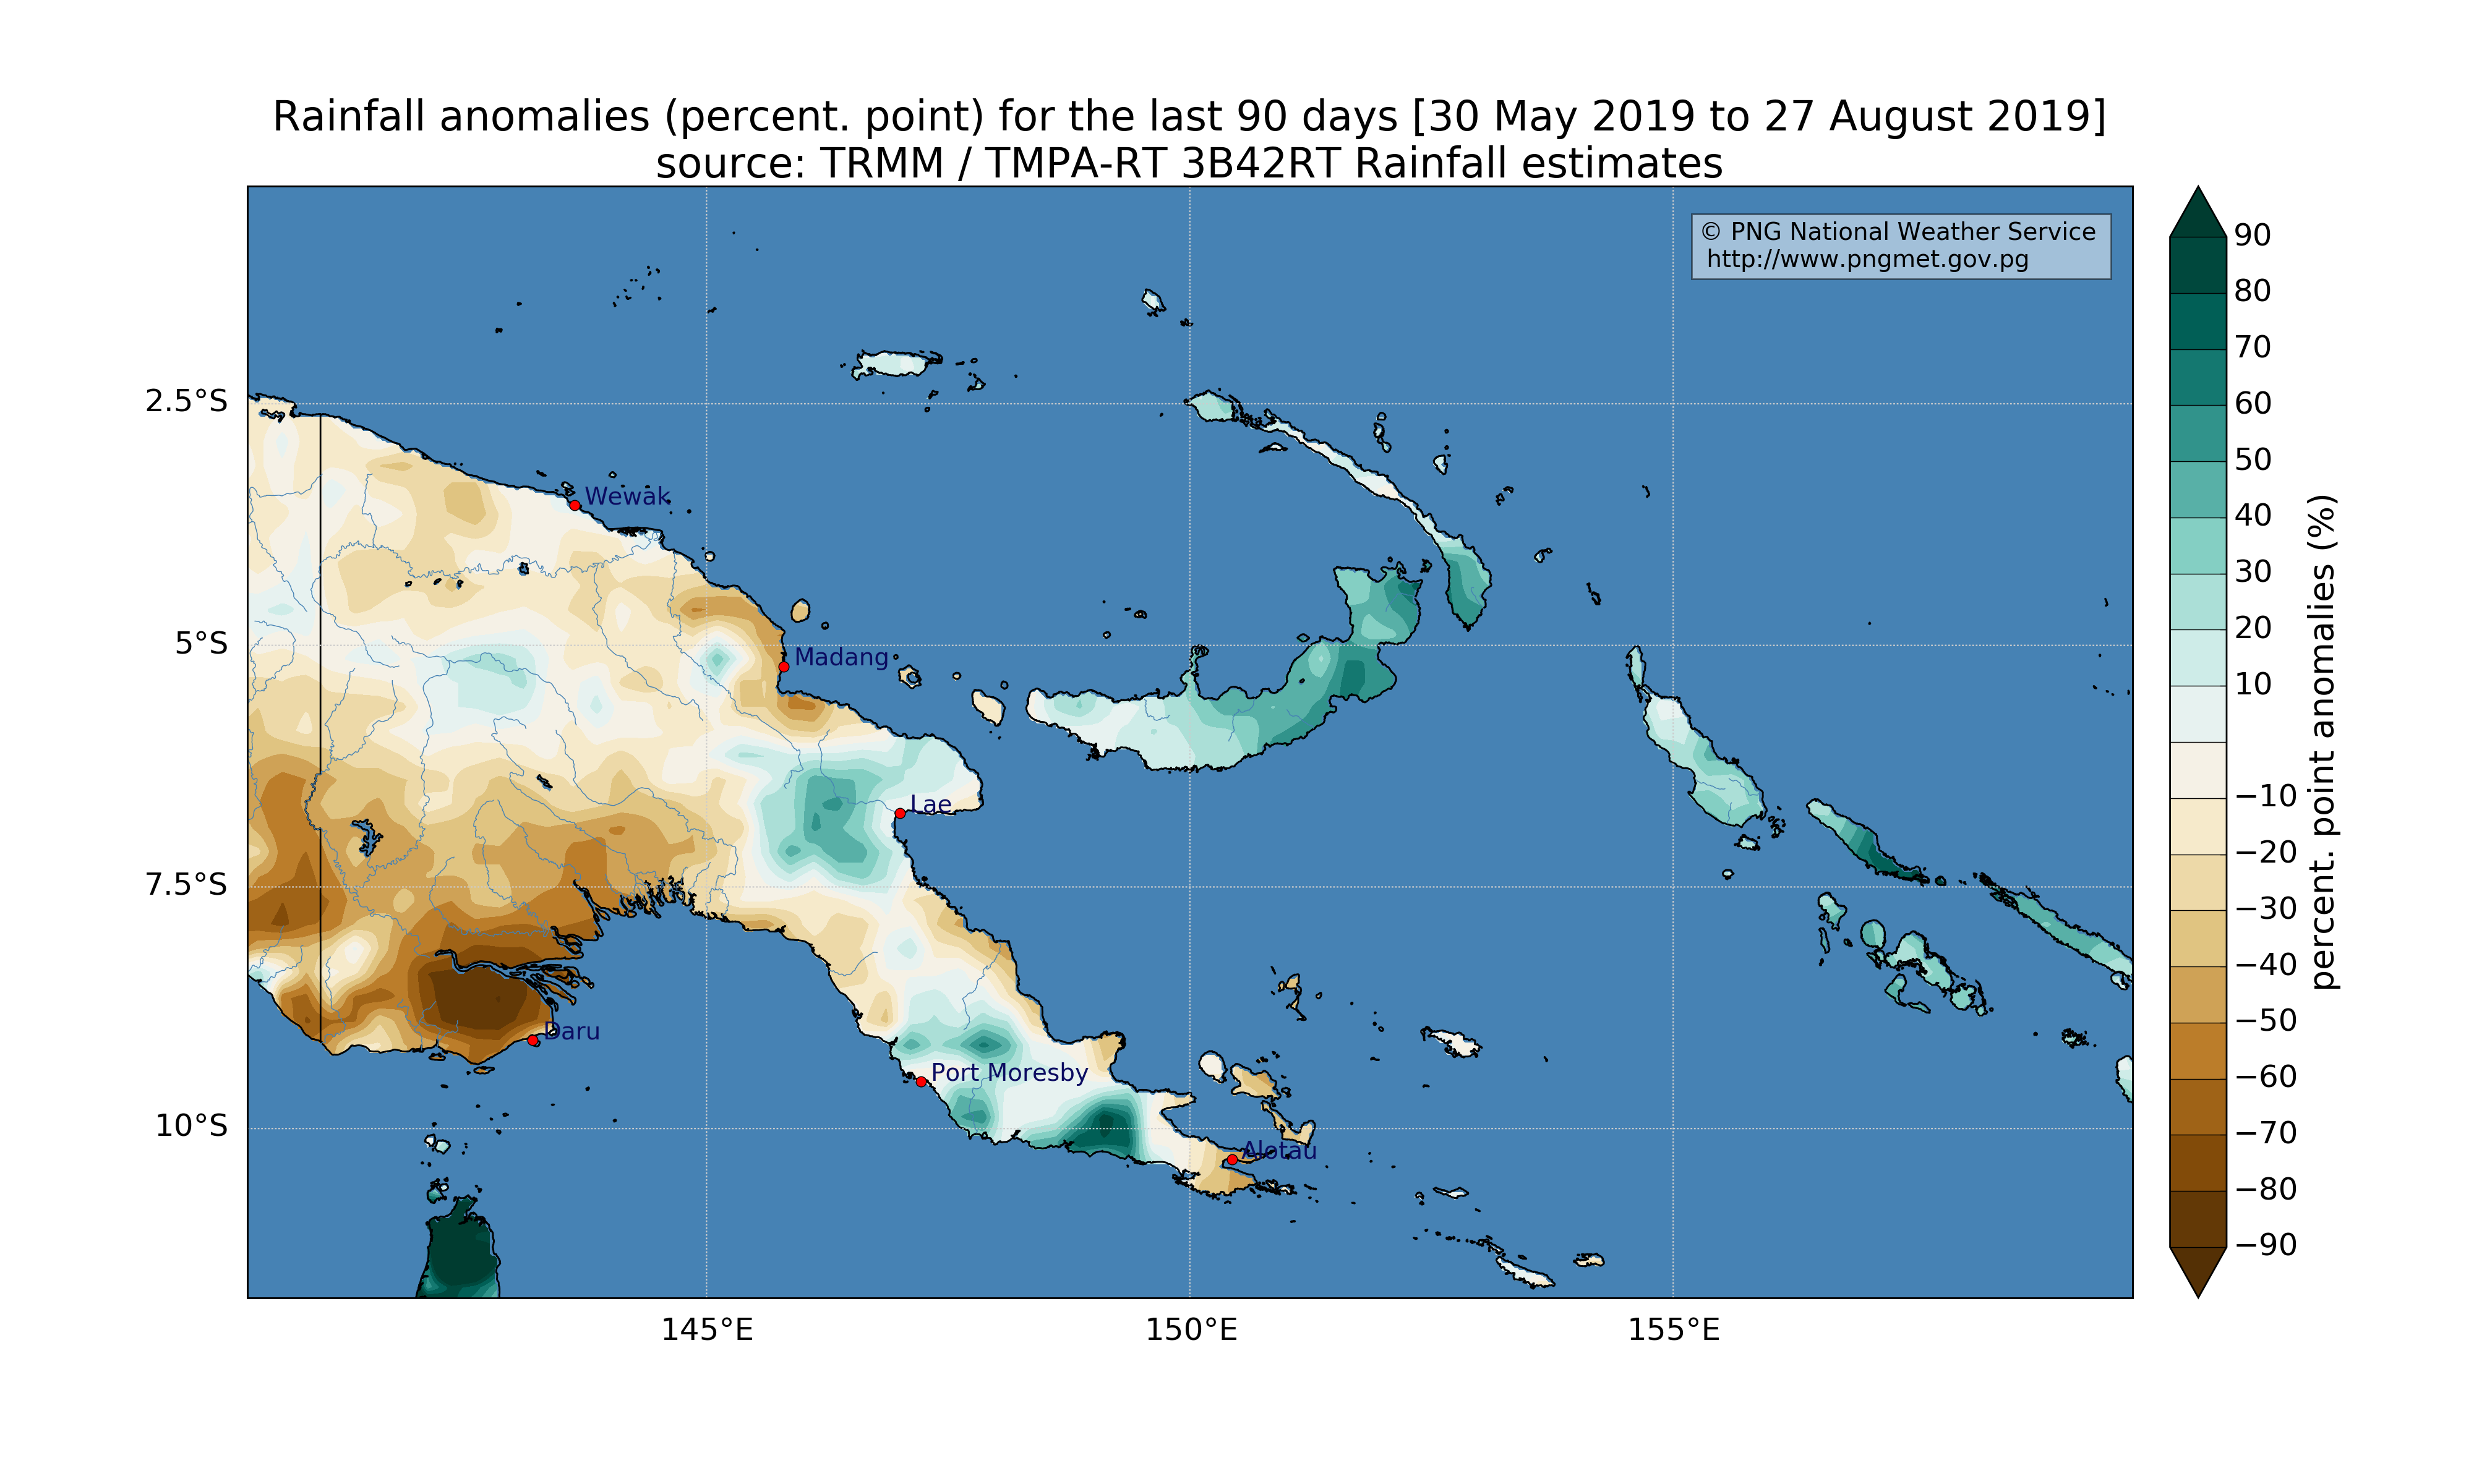 Rainfall anomalies (percent. point) for the last 90 days [30 May 2019 to 27 August 2019]
source: TRMM / TMPA-RT 3B42RT Rainfall estimates
© PNG National Weather Service
http://www.pngmet.gov.pg
2.5°S
5°S
7.5°S
10°S
145°E
150°E
155°E
Wewak
Madang
Lae
Daru
Port Moresby
Alotau
90
80
70
60
50
40
30
20
10
−10
−20
−30
−40
−50
−60
−70
−80
−90
percent. point anomalies (%)